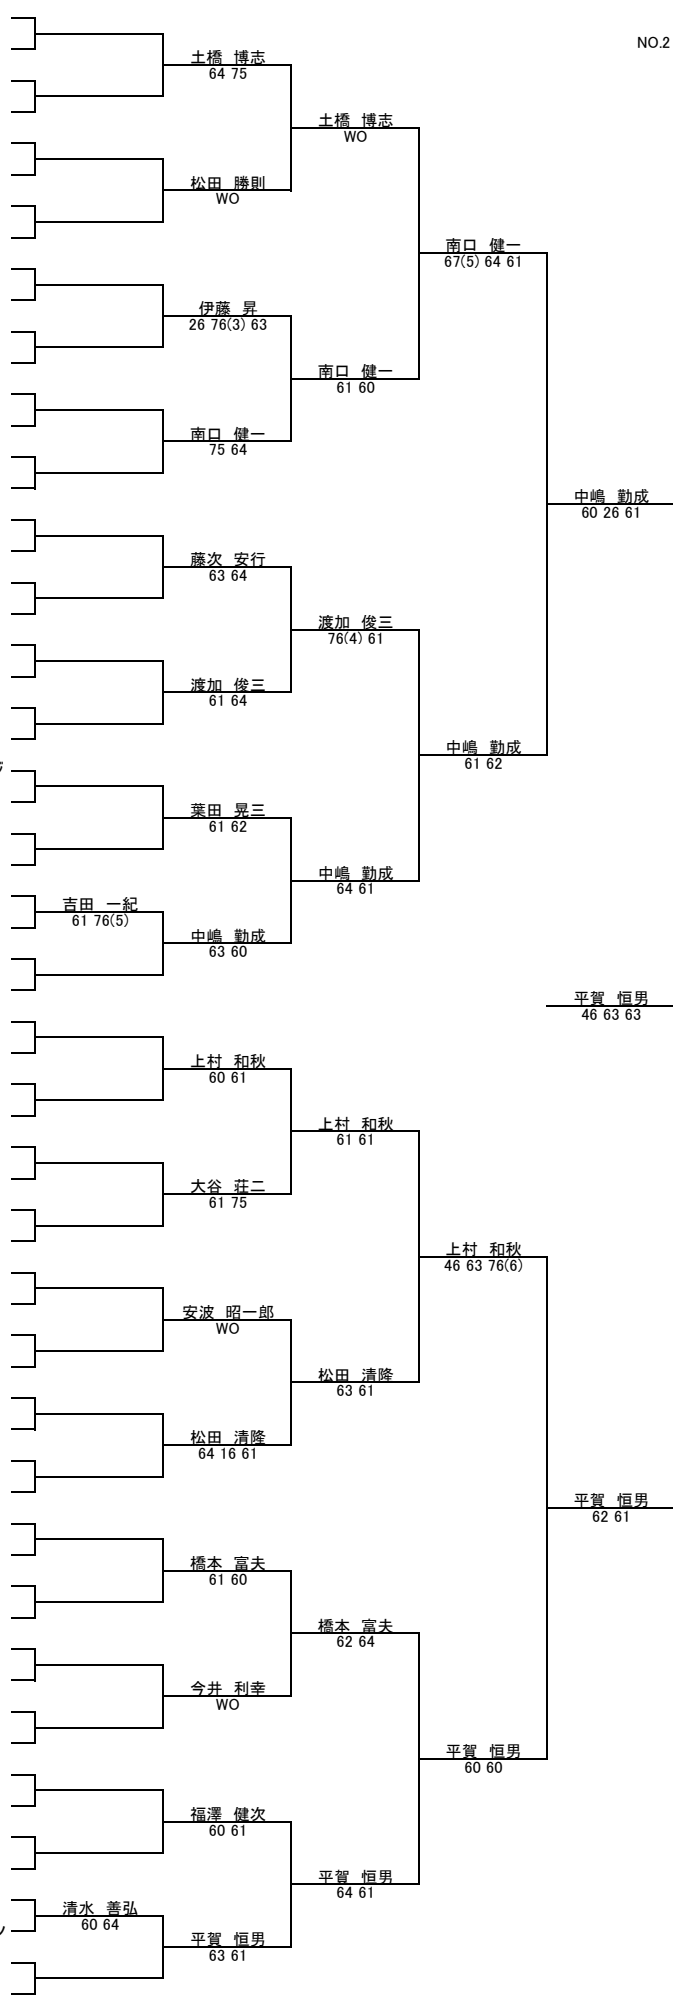 NO.2
土橋 博志
64 75
土橋 博志
WO
松田 勝則
WO
南口 健一
67(5) 64 61
伊藤 昇
26 76(3) 63
南口 健一
61 60
南口 健一
75 64
中嶋 勤成
60 26 61
藤次 安行
63 64
渡加 俊三
76(4) 61
渡加 俊三
61 64
中嶋 勤成
61 62
葉田 晃三
61 62
中嶋 勤成
64 61
吉田 一紀
61 76(5)
中嶋 勤成
63 60
平賀 恒男
46 63 63
上村 和秋
60 61
上村 和秋
61 61
大谷 荘二
61 75
上村 和秋
46 63 76(6)
安波 昭一郎
WO
松田 清隆
63 61
松田 清隆
64 16 61
平賀 恒男
62 61
橋本 富夫
61 60
橋本 富夫
62 64
今井 利幸
WO
平賀 恒男
60 60
福澤 健次
60 61
平賀 恒男
64 61
清水 善弘
60 64
平賀 恒男
63 61